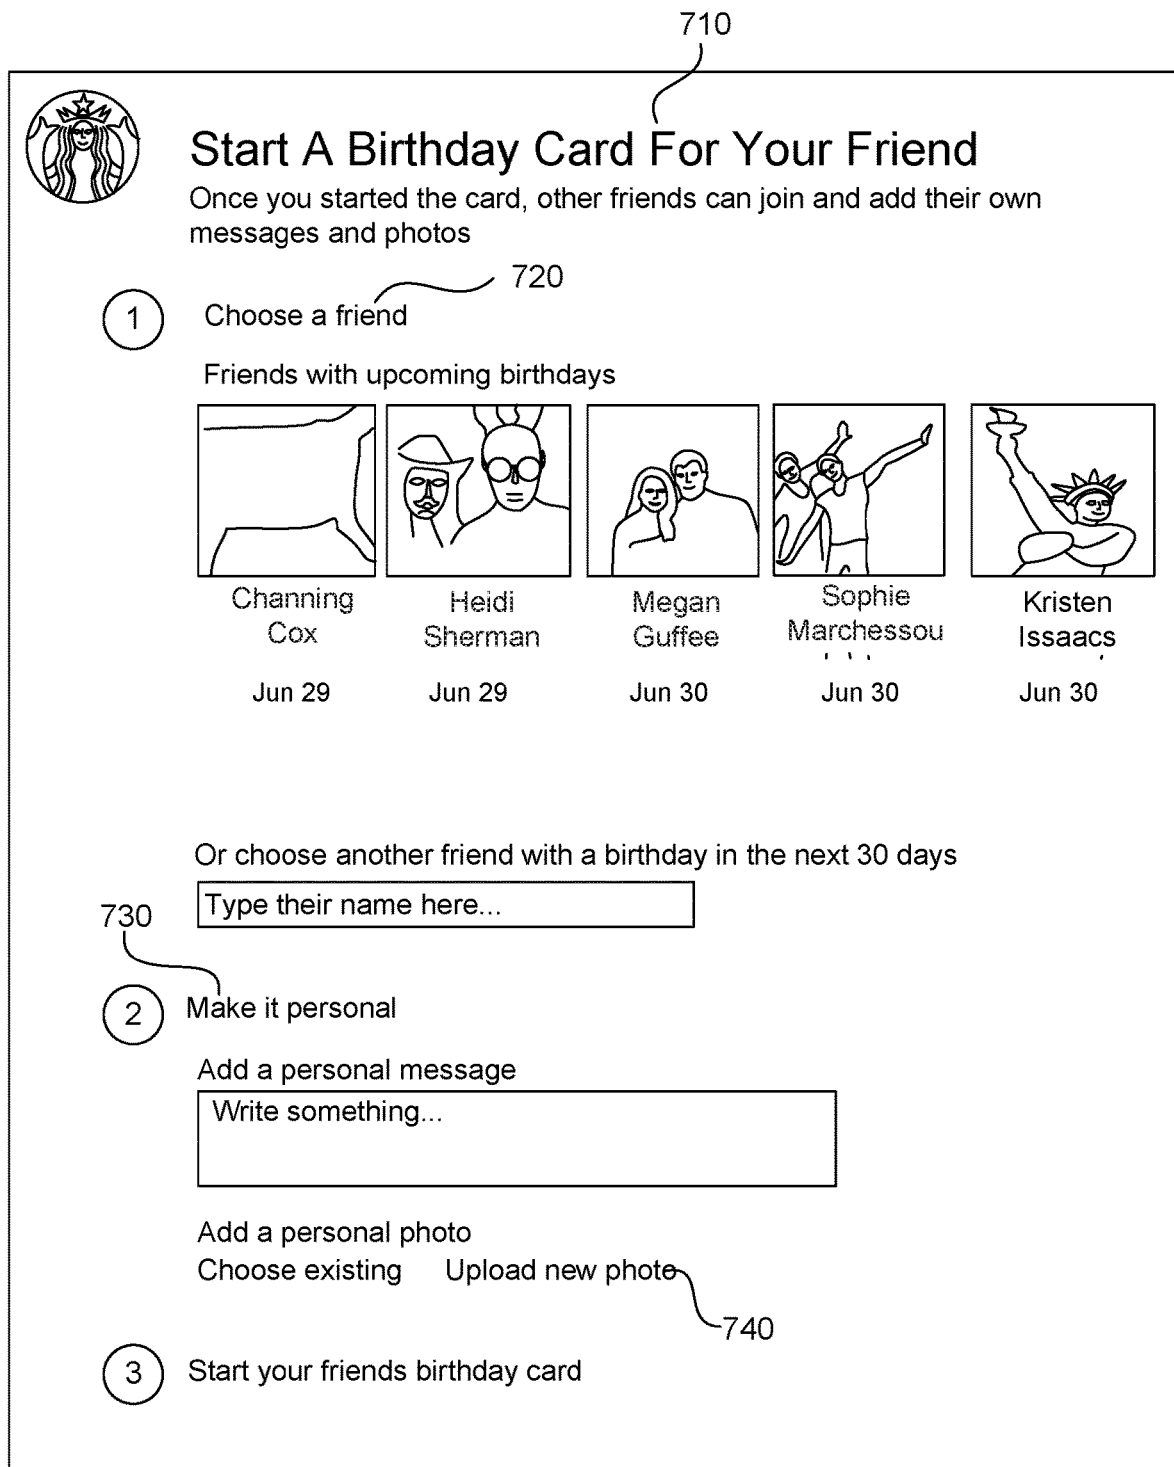 710
Start A Birthday Card For Your Friend
Once you started the card, other friends can join and add their own
messages and photos
720
1 Choose a friend
Friends with upcoming birthdays
Channing Cox
Heidi Sherman
Megan Guffee
Sophie Marchessou
Kristen Issaacs
Jun 29 Jun 29 Jun 30 Jun 30 Jun 30
Or choose another friend with a birthday in the next 30 days
Type their name here...
730
2 Make it personal
Add a personal message
Write something...
Add a personal photo
Choose existing Upload new photo
740
3 Start your friends birthday card